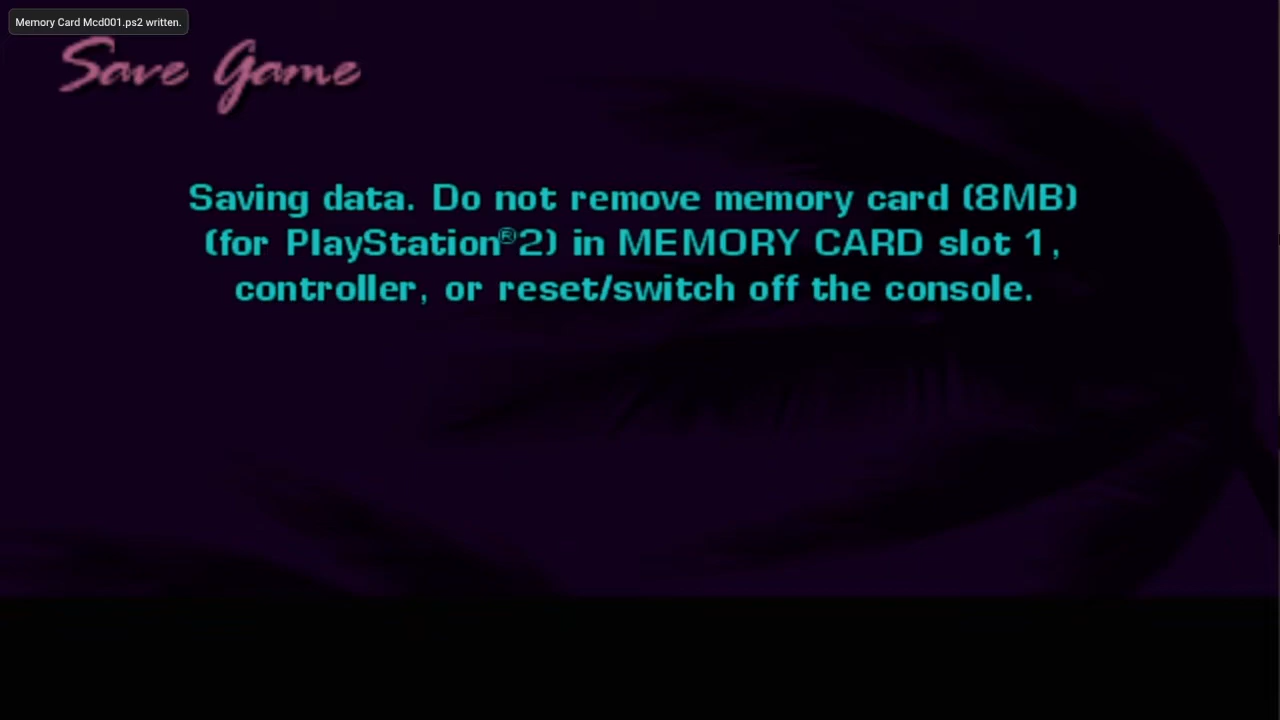 Memory Card Mcd001.ps2 written.
Save Game
Saving data. Do not remove memory card (8MB)
(for PlayStation®2) in MEMORY CARD slot 1,
controller, or reset/switch off the console.